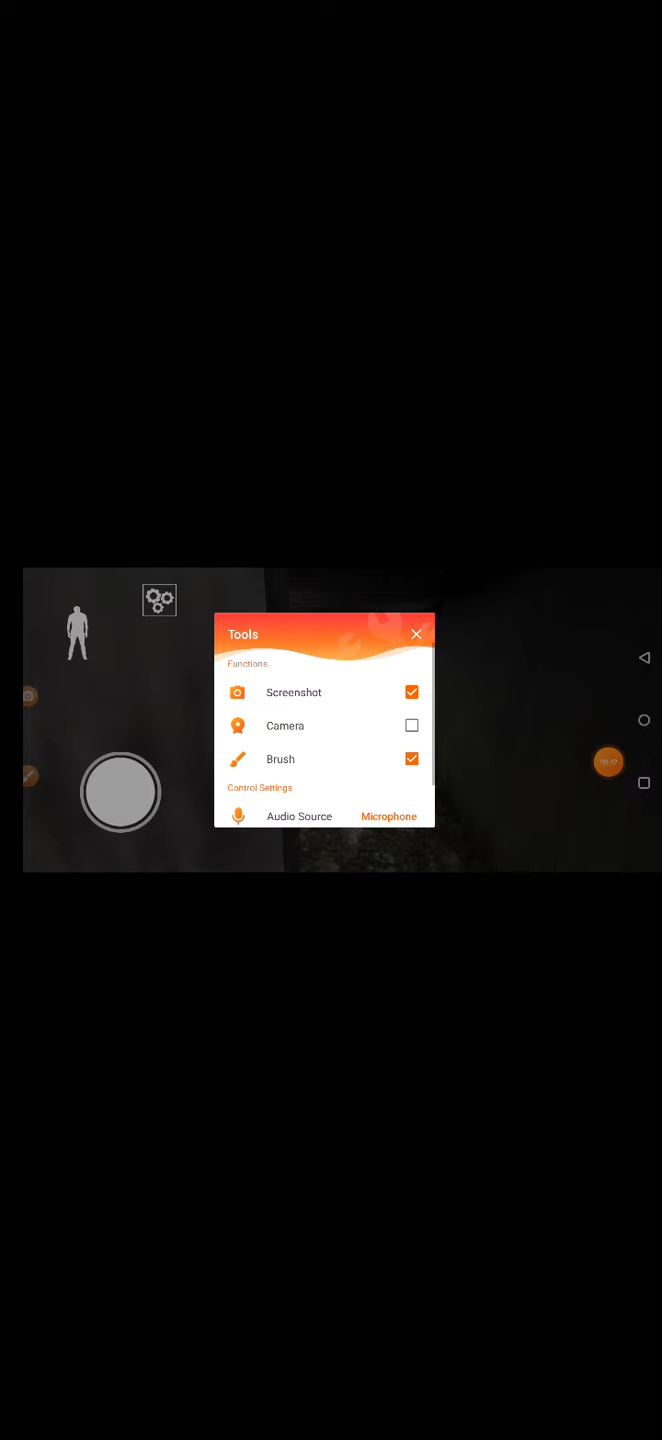 Tools
Functions
Screenshot
Camera
Brush
Control Settings
Audio Source Microphone